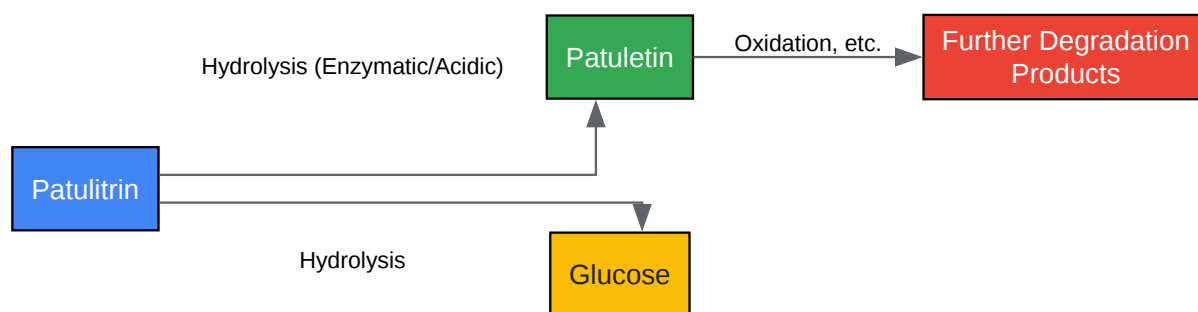 Patuletin
Oxidation, etc.
Further Degradation
Products
Hydrolysis (Enzymatic/Acidic)
Patulitrin
Hydrolysis
Glucose